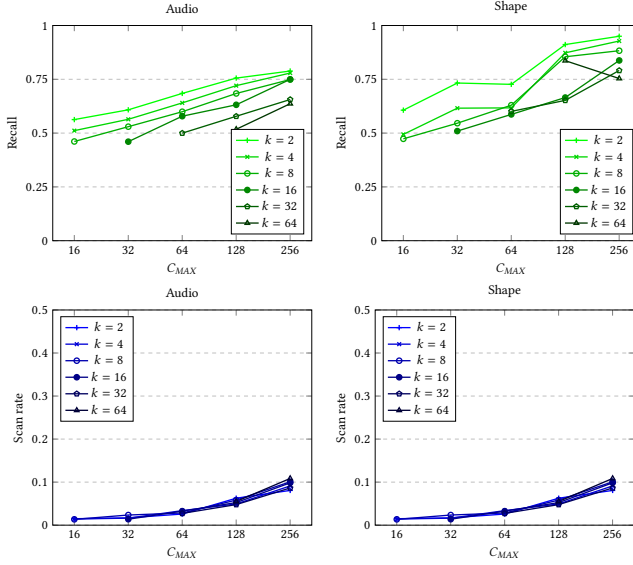 Audio
Recall
1
0.75
0.5
0.25
0
k = 2
k = 4
k = 8
k = 16
k = 32
k = 64
16 32 64 128 256
C_MAX
Shape
Recall
1
0.75
0.5
0.25
0
k = 2
k = 4
k = 8
k = 16
k = 32
k = 64
16 32 64 128 256
C_MAX
Audio
Scan rate
0.5
0.4
0.3
0.2
0.1
0
k = 2
k = 4
k = 8
k = 16
k = 32
k = 64
16 32 64 128 256
C_MAX
Shape
Scan rate
0.5
0.4
0.3
0.2
0.1
0
k = 2
k = 4
k = 8
k = 16
k = 32
k = 64
16 32 64 128 256
C_MAX